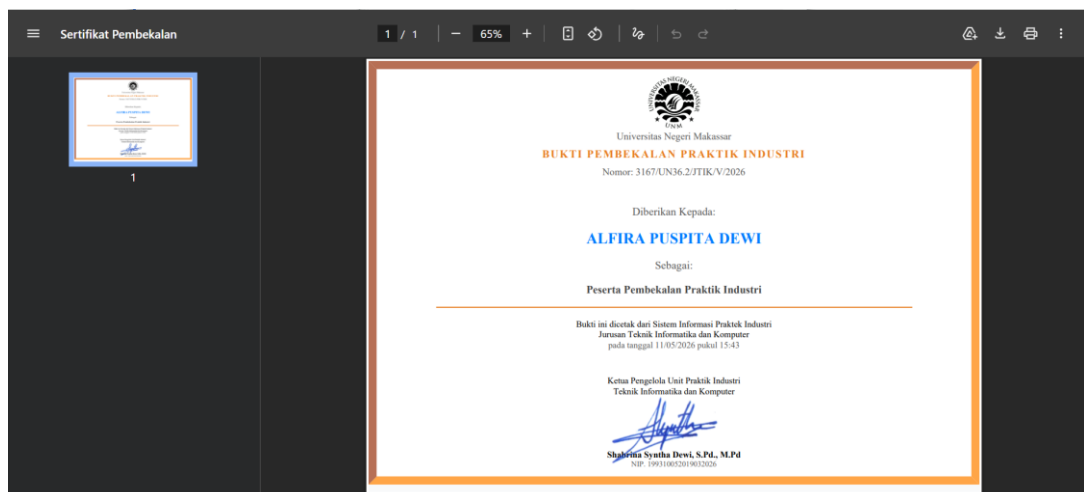 Sertifikat Pembekalan
1 / 1
65%
1
UNIVERSITAS NEGERI MAKASSAR
UNM
Universitas Negeri Makassar
BUKTI PEMBEKALAN PRAKTIK INDUSTRI
Nomor: 3167/UN36.2/JTIK/V/2026
Diberikan Kepada:
ALFIRA PUSPITA DEWI
Sebagai:
Peserta Pembekalan Praktik Industri
Bukti ini dicetak dari Sistem Informasi Praktek Industri
Jurusan Teknik Informatika dan Komputer
pada tanggal 11/05/2026 pukul 15:43
Ketua Pengelola Unit Praktik Industri
Teknik Informatika dan Komputer
Shabrina Syntha Dewi, S.Pd., M.Pd
NIP. 199310052019032026